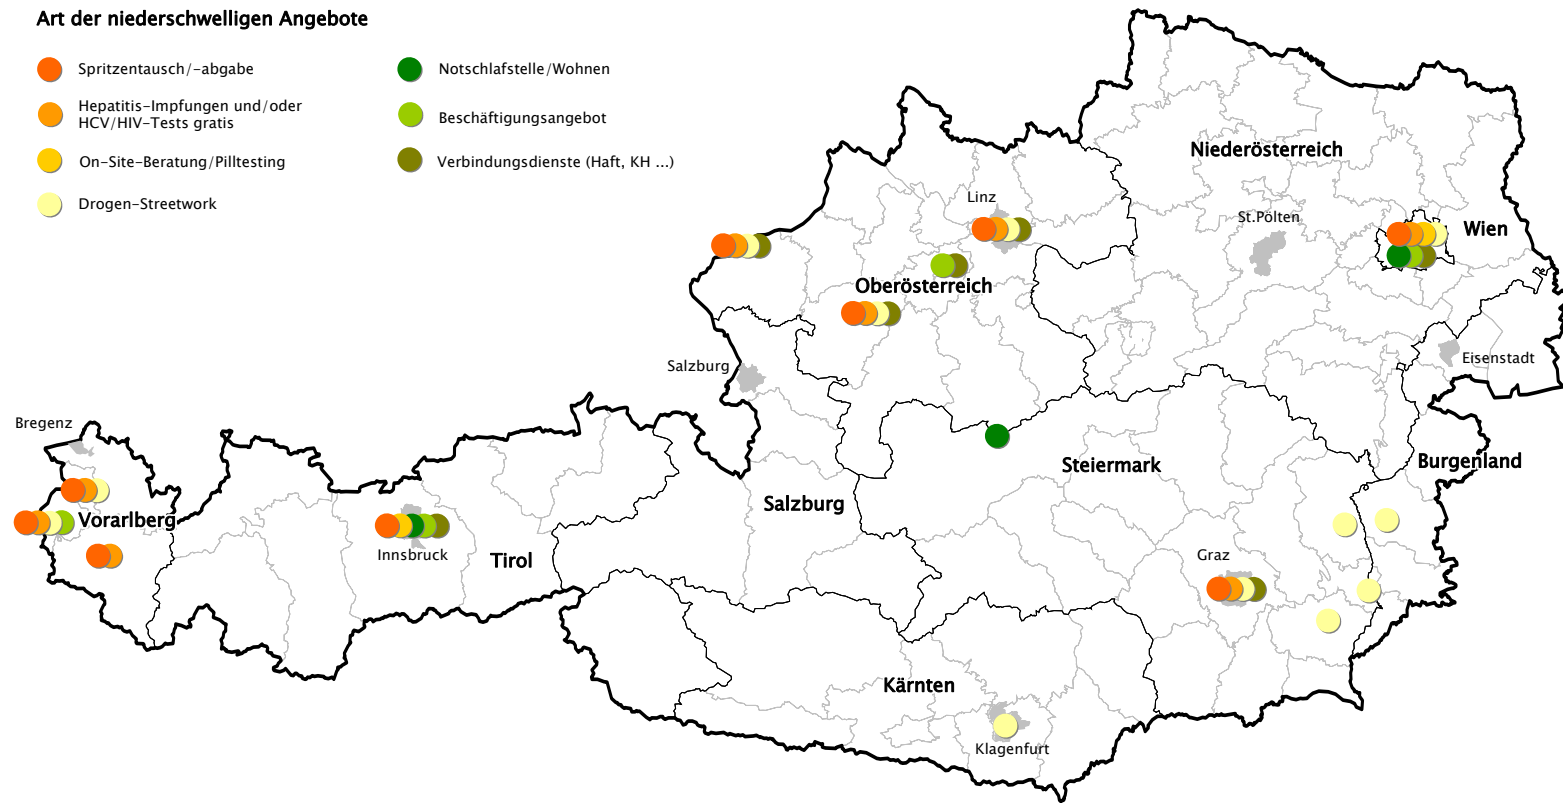 Art der niederschwelligen Angebote
Spritzentausch/-abgabe
Hepatitis-Impfungen und/oder
HCV/HIV-Tests gratis
On-Site-Beratung/Pilltesting
Drogen-Streetwork
Notschlafstelle/Wohnen
Beschäftigungsangebot
Verbindungsdienste (Haft, KH ...)
Niederösterreich
Linz
St.Pölten
Wien
Oberösterreich
Salzburg
Eisenstadt
Bregenz
Steiermark
Burgenland
Salzburg
Vorarlberg
Innsbruck
Tirol
Graz
Kärnten
Klagenfurt